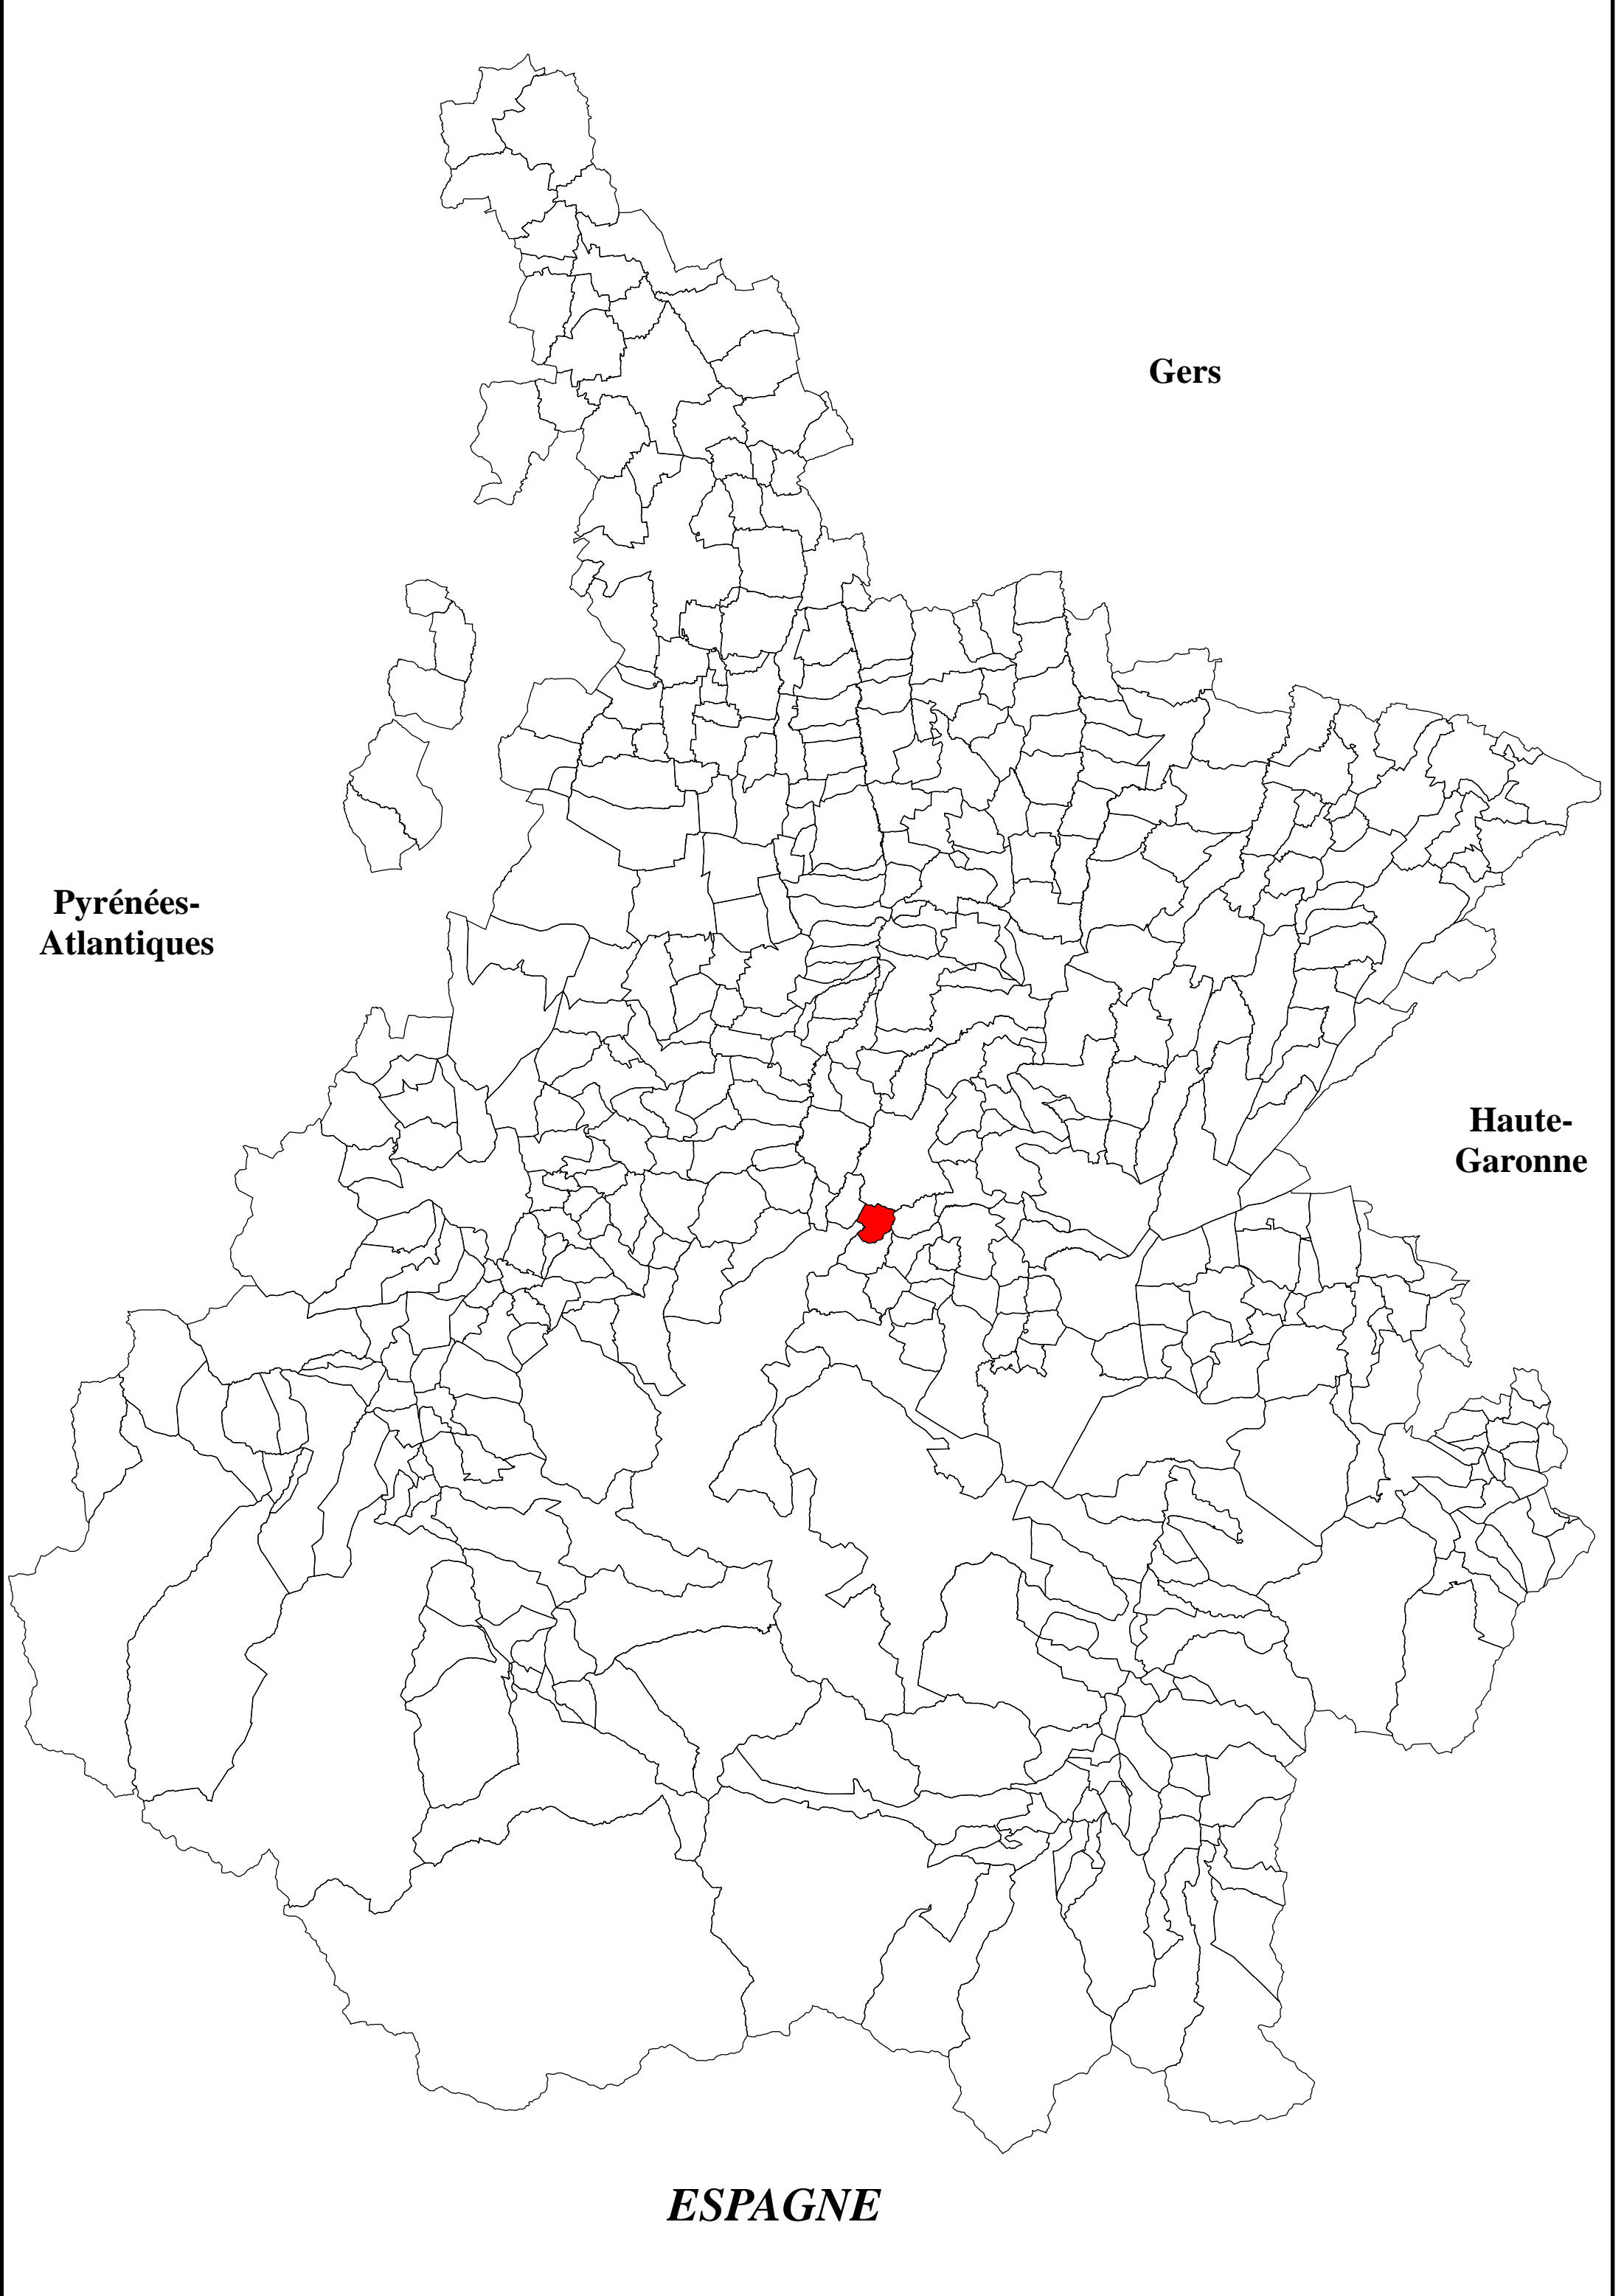 Gers
Pyrénées-
Atlantiques
Haute-
Garonne
ESPAGNE